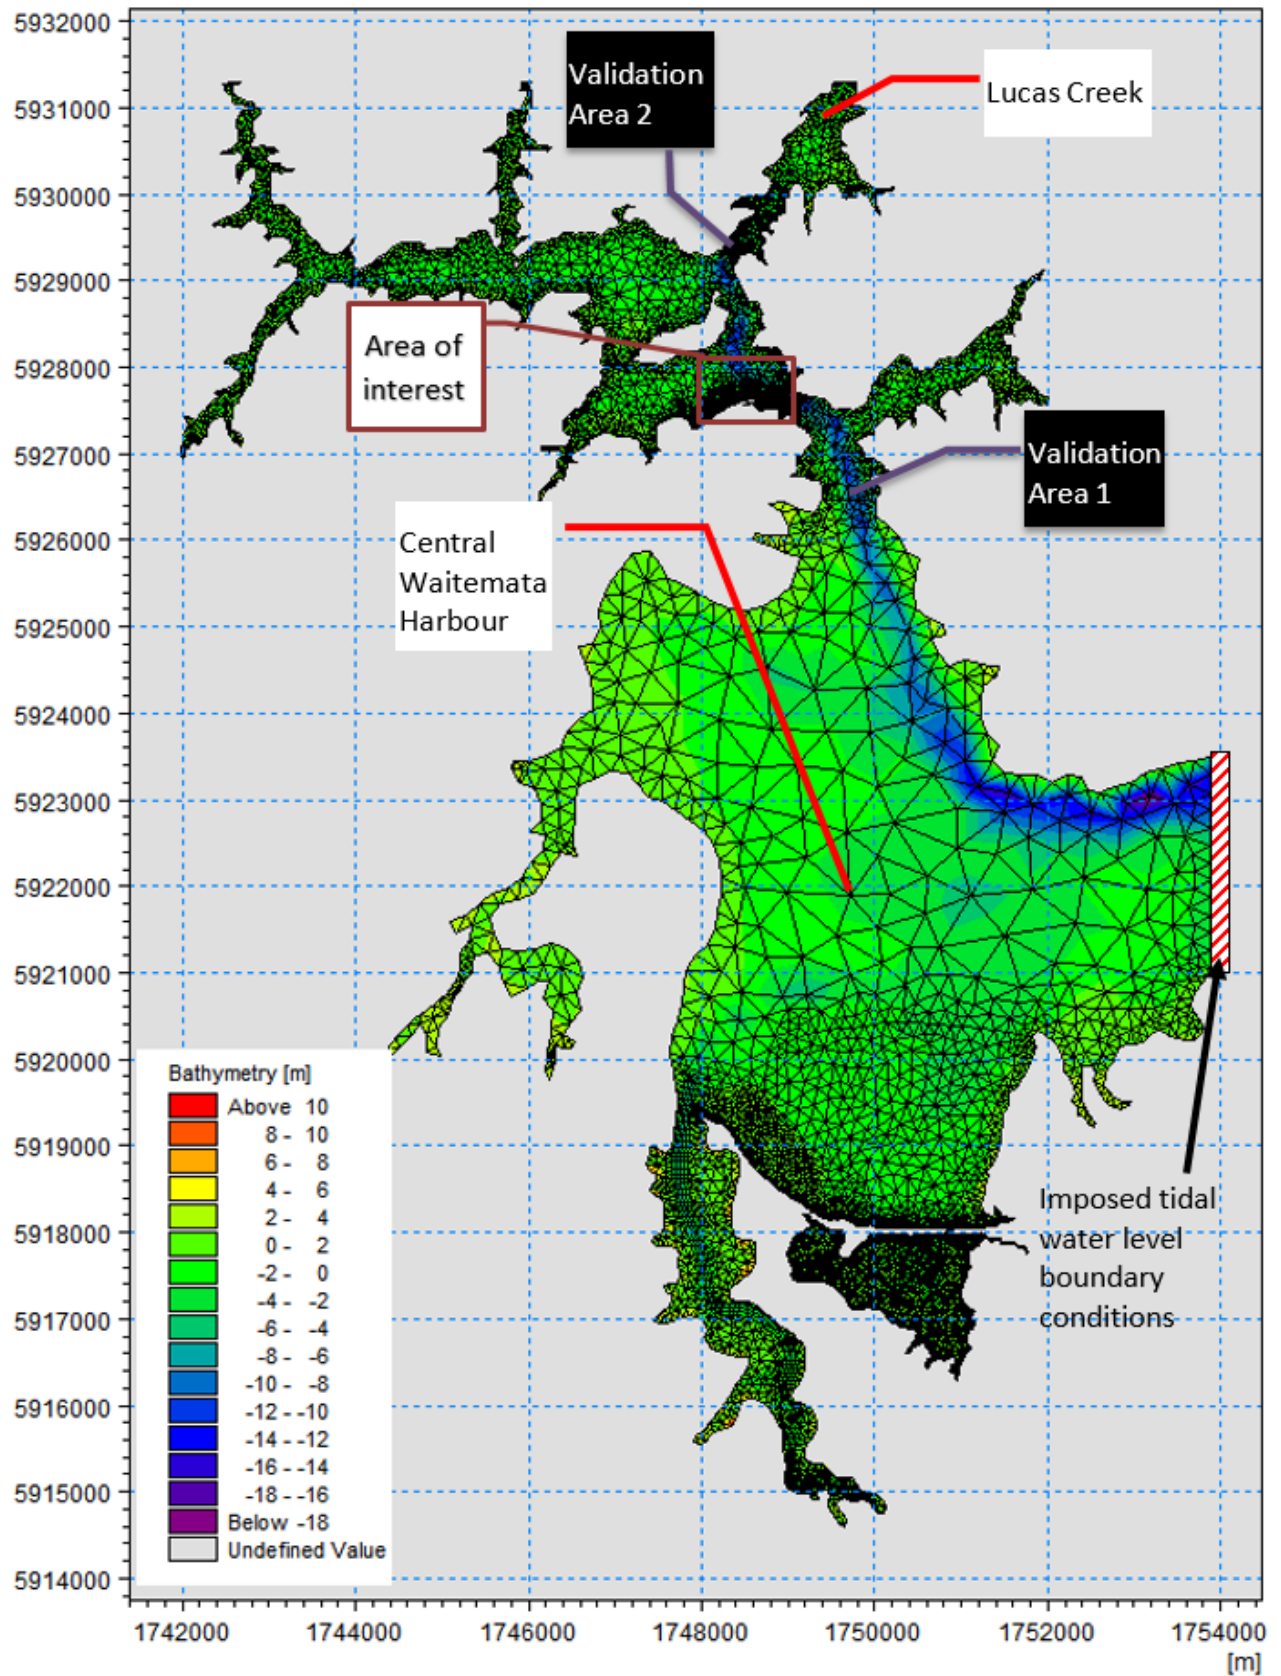 5932000
5931000
5930000
5929000
5928000
5927000
5926000
5925000
5924000
5923000
5922000
5921000
5920000
5919000
5918000
5917000
5916000
5915000
5914000
Validation
Area 2
Lucas Creek
Area of
interest
Validation
Area 1
Central
Waitemata
Harbour
Imposed tidal
water level
boundary
conditions
Bathymetry [m]
Above 10
8 - 10
6 - 8
4 - 6
2 - 4
0 - 2
-2 - 0
-4 - -2
-6 - -4
-8 - -6
-10 - -8
-12 - -10
-14 - -12
-16 - -14
-18 - -16
Below -18
Undefined Value
1742000 1744000 1746000 1748000 1750000 1752000 1754000
[m]